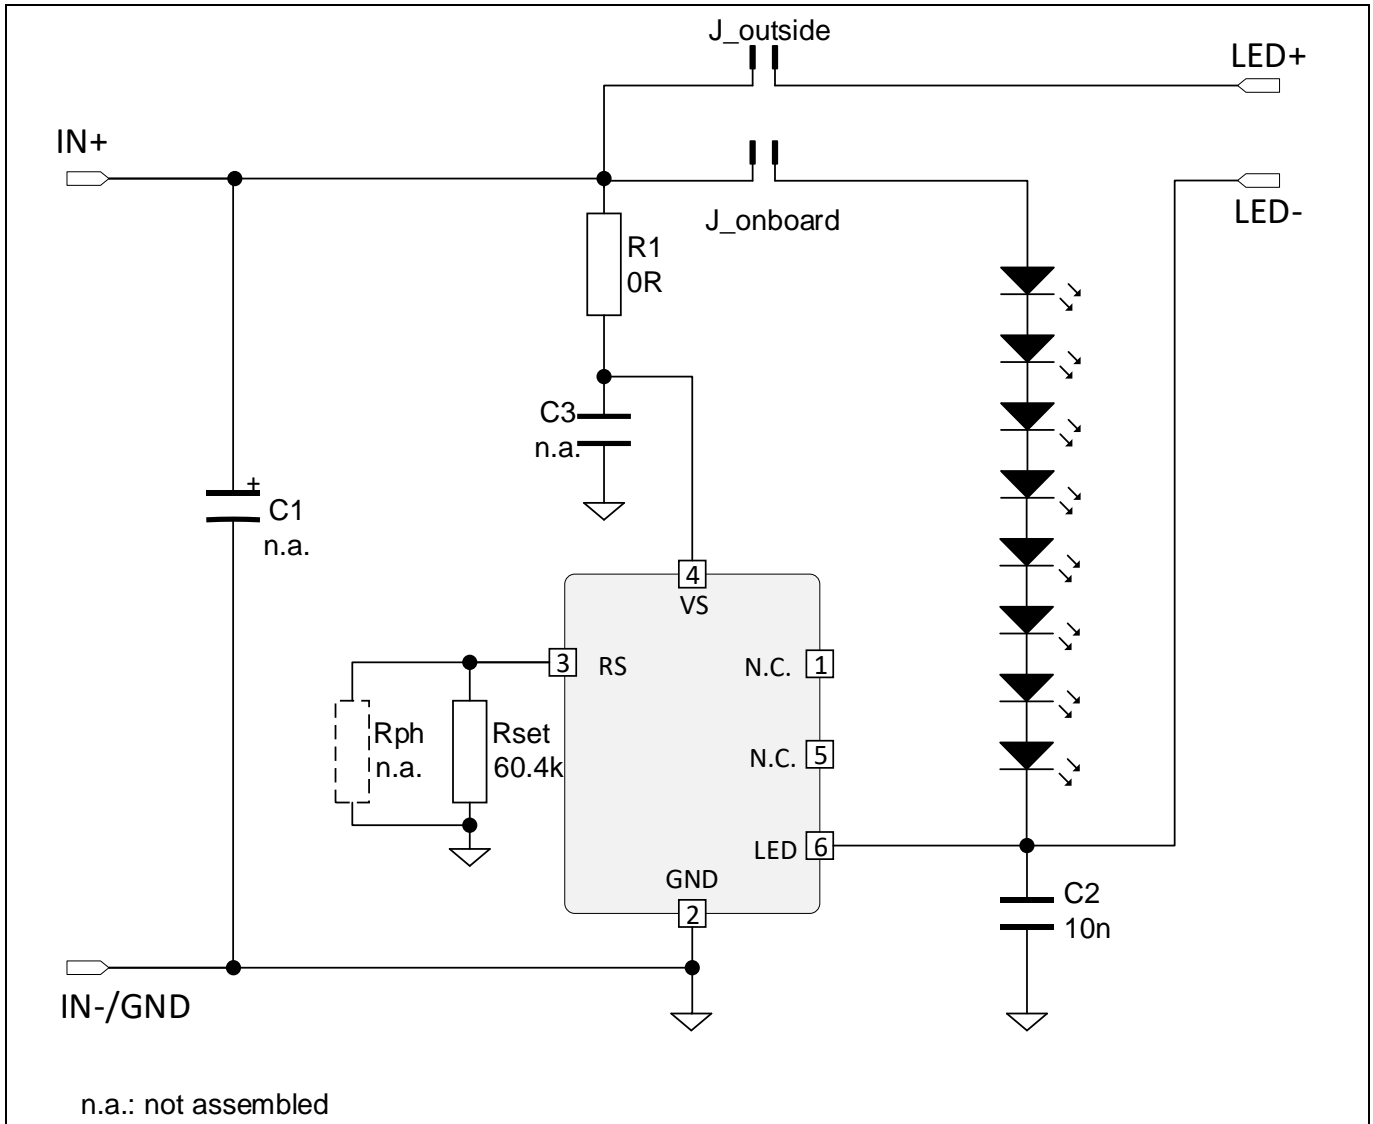 J_outside
LED+
IN+
LED-
J_onboard
R1
0R
C3
n.a.
+
C1
n.a.
4
VS
3
RS
N.C.
1
Rph
n.a.
Rset
60.4k
N.C.
5
LED
6
GND
2
C2
10n
IN-/GND
n.a.: not assembled